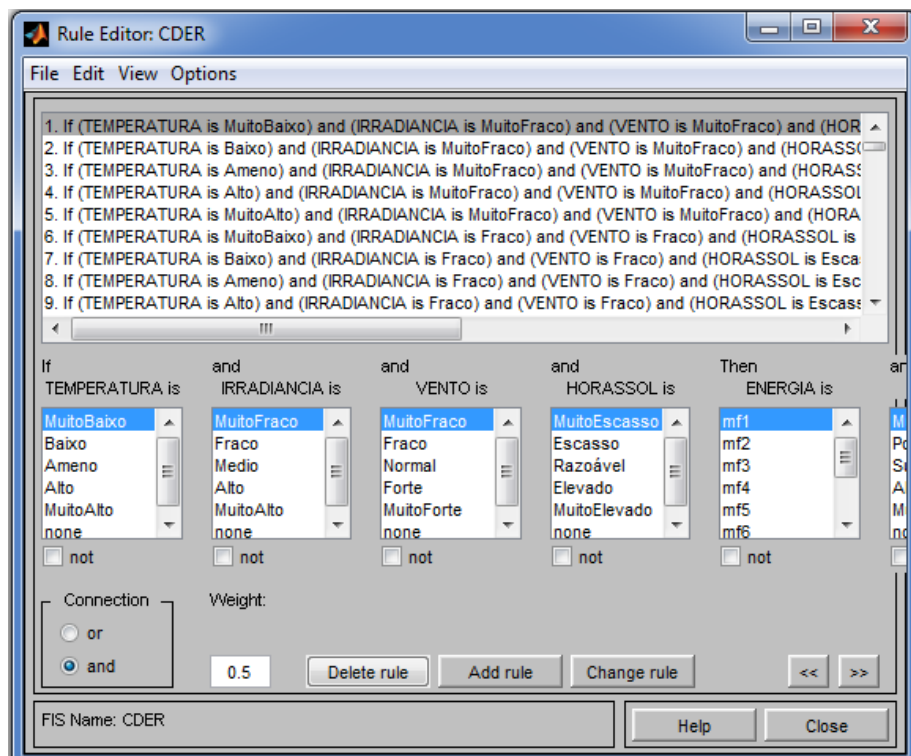 Rule Editor: CDER
File Edit View Options
1. If (TEMPERATURA is MuitoBaixo) and (IRRADIANCIA is MuitoFraco) and (VENTO is MuitoFraco) and (HOR
2. If (TEMPERATURA is Baixo) and (IRRADIANCIA is MuitoFraco) and (VENTO is MuitoFraco) and (HORASS
3. If (TEMPERATURA is Ameno) and (IRRADIANCIA is MuitoFraco) and (VENTO is MuitoFraco) and (HORASS
4. If (TEMPERATURA is Alto) and (IRRADIANCIA is MuitoFraco) and (VENTO is MuitoFraco) and (HORASSOL
5. If (TEMPERATURA is MuitoAlto) and (IRRADIANCIA is MuitoFraco) and (VENTO is MuitoFraco) and (HORA
6. If (TEMPERATURA is MuitoBaixo) and (IRRADIANCIA is Fraco) and (VENTO is Fraco) and (HORASSOL is
7. If (TEMPERATURA is Baixo) and (IRRADIANCIA is Fraco) and (VENTO is Fraco) and (HORASSOL is Esca
8. If (TEMPERATURA is Ameno) and (IRRADIANCIA is Fraco) and (VENTO is Fraco) and (HORASSOL is Esc
9. If (TEMPERATURA is Alto) and (IRRADIANCIA is Fraco) and (VENTO is Fraco) and (HORASSOL is Escass
If and and and Then an
TEMPERATURA is IRRADIANCIA is VENTO is HORASSOL is ENERGIA is
MuitoBaixo MuitoFraco MuitoFraco MuitoEscasso mf1 M
Baixo Fraco Fraco Escasso mf2 Po
Ameno Medio Normal Razoável mf3 Su
Alto Alto Forte Elevado mf4 Al
MuitoAlto MuitoAlto MuitoForte MuitoElevado mf5 Mu
none none none none mf6 no
not not not not not
Connection Weight:
or
and 0.5 Delete rule Add rule Change rule << >>
FIS Name: CDER Help Close